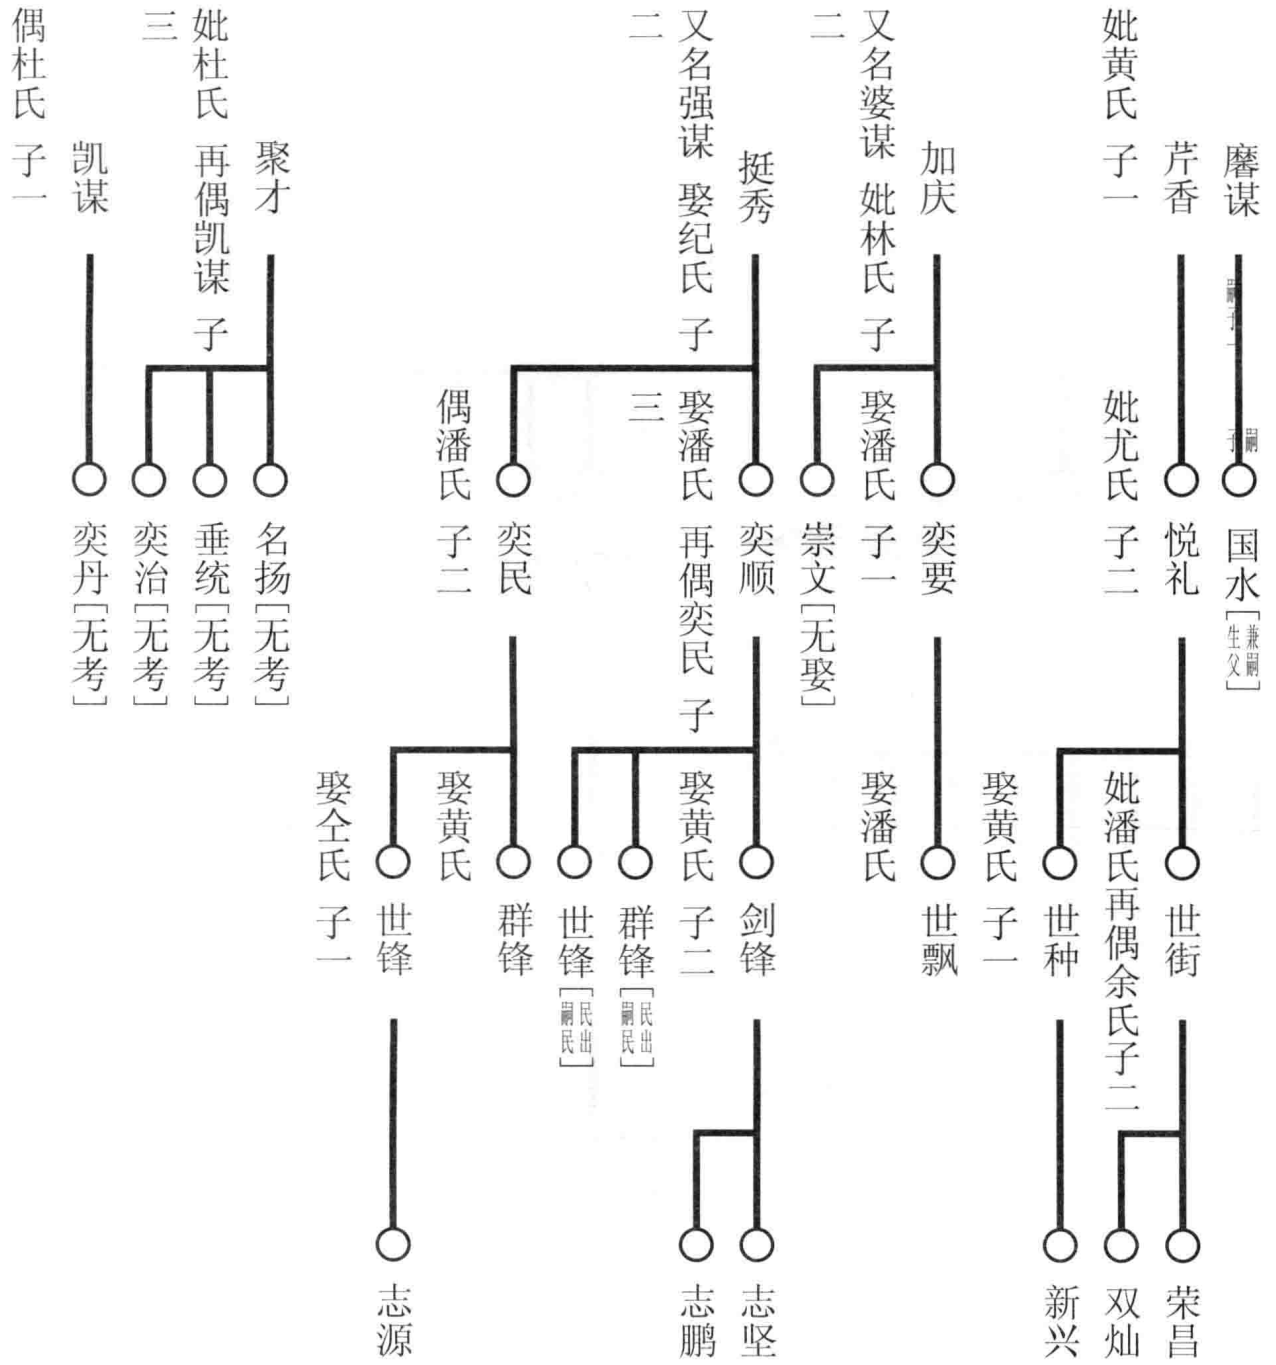 磨谋
嗣子一
嗣子
国水[兼嗣生父]
芹香
妣黄氏 子一
悦礼
妣尤氏 子二
世街
妣潘氏再偶余氏子二
荣昌
双灿
世种
娶黄氏 子一
新兴
加庆
又名婆谋 妣林氏 子二
奕要
娶潘氏 子一
世飘
娶潘氏
崇文[无娶]
挺秀
又名强谋 娶纪氏 子二
奕顺
娶潘氏 再偶奕民 子三
剑锋
娶黄氏 子二
志坚
志鹏
群锋[民出嗣民]
世锋[民出嗣民]
奕民
偶潘氏 子二
群锋
娶黄氏
世锋
娶仝氏 子一
志源
聚才
妣杜氏 再偶凯谋 子三
名扬[无考]
垂统[无考]
奕治[无考]
凯谋
偶杜氏 子一
奕丹[无考]